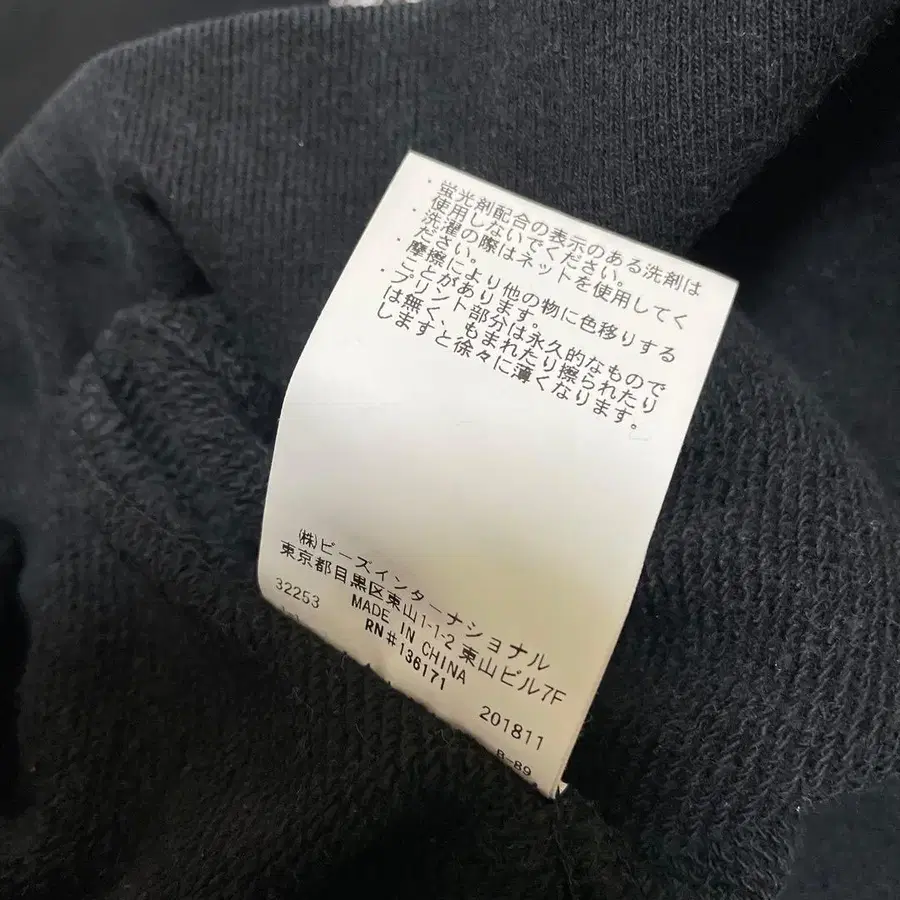 ・蛍光剤配合の表示のある洗剤は
使用しないでください。
・洗濯の際はネットを使用してく
ださい。
・摩擦により他の物に色移りする
ことがあります。
・プリント部分は永久的なもので
は無く、もまれたり擦られたり
しますと徐々に薄くなります。
㈱ビーズインターナショナル
東京都目黒区東山1-1-2 東山ビル7F
32253 MADE IN CHINA
RN#136171
201811
8-89